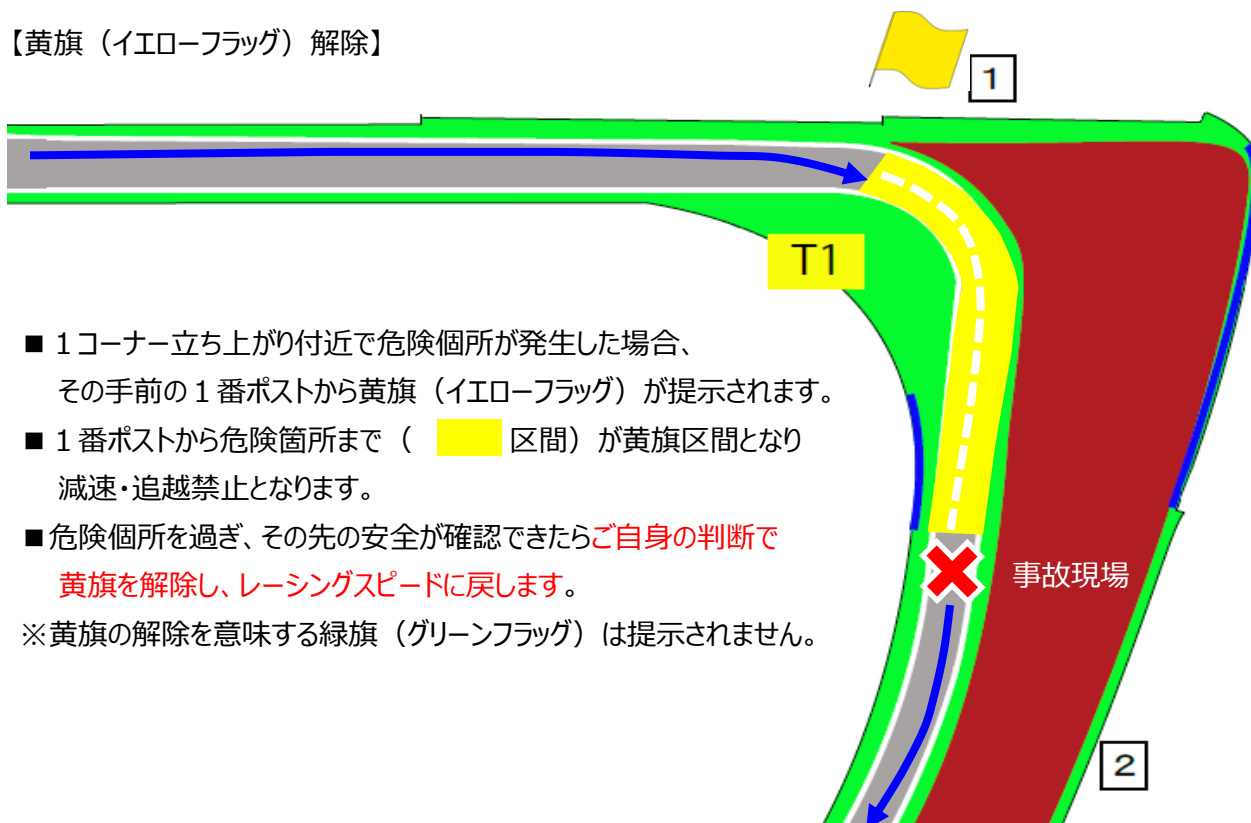 【黄旗（イエローフラッグ）解除】
1
T1
■１コーナー立ち上がり付近で危険個所が発生した場合、
その手前の１番ポストから黄旗（イエローフラッグ）が提示されます。
■１番ポストから危険箇所まで（　　区間）が黄旗区間となり
減速・追越禁止となります。
■危険個所を過ぎ、その先の安全が確認できたらご自身の判断で
黄旗を解除し、レーシングスピードに戻します。
※黄旗の解除を意味する緑旗（グリーンフラッグ）は提示されません。
事故現場
2